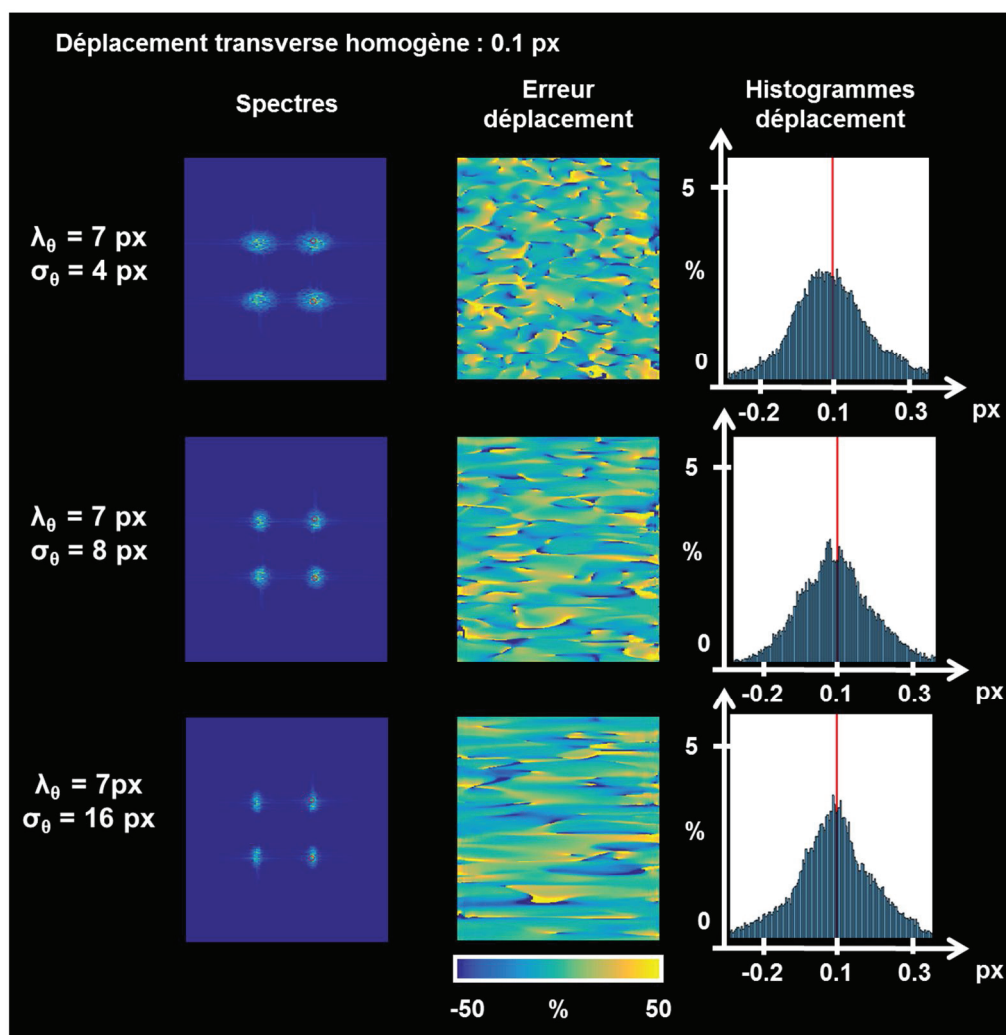 Déplacement transverse homogène : 0.1 px
Spectres
Erreur
déplacement
Histogrammes
déplacement
λθ = 7 px
σθ = 4 px
5
%
0
-0.2 0.1 0.3 px
λθ = 7 px
σθ = 8 px
5
%
0
-0.2 0.1 0.3 px
λθ = 7px
σθ = 16 px
5
%
0
-0.2 0.1 0.3 px
-50 % 50